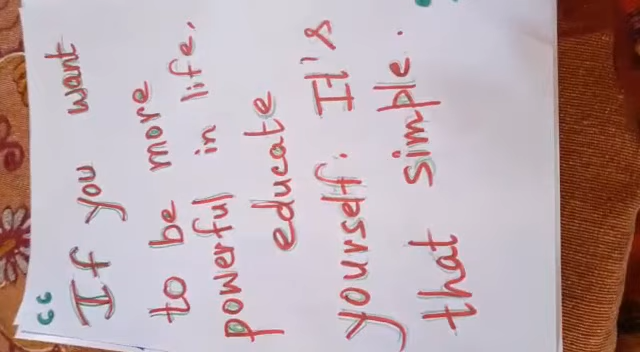 “ If you want
to be more
powerful in life,
educate
yourself. It's
that simple. ”